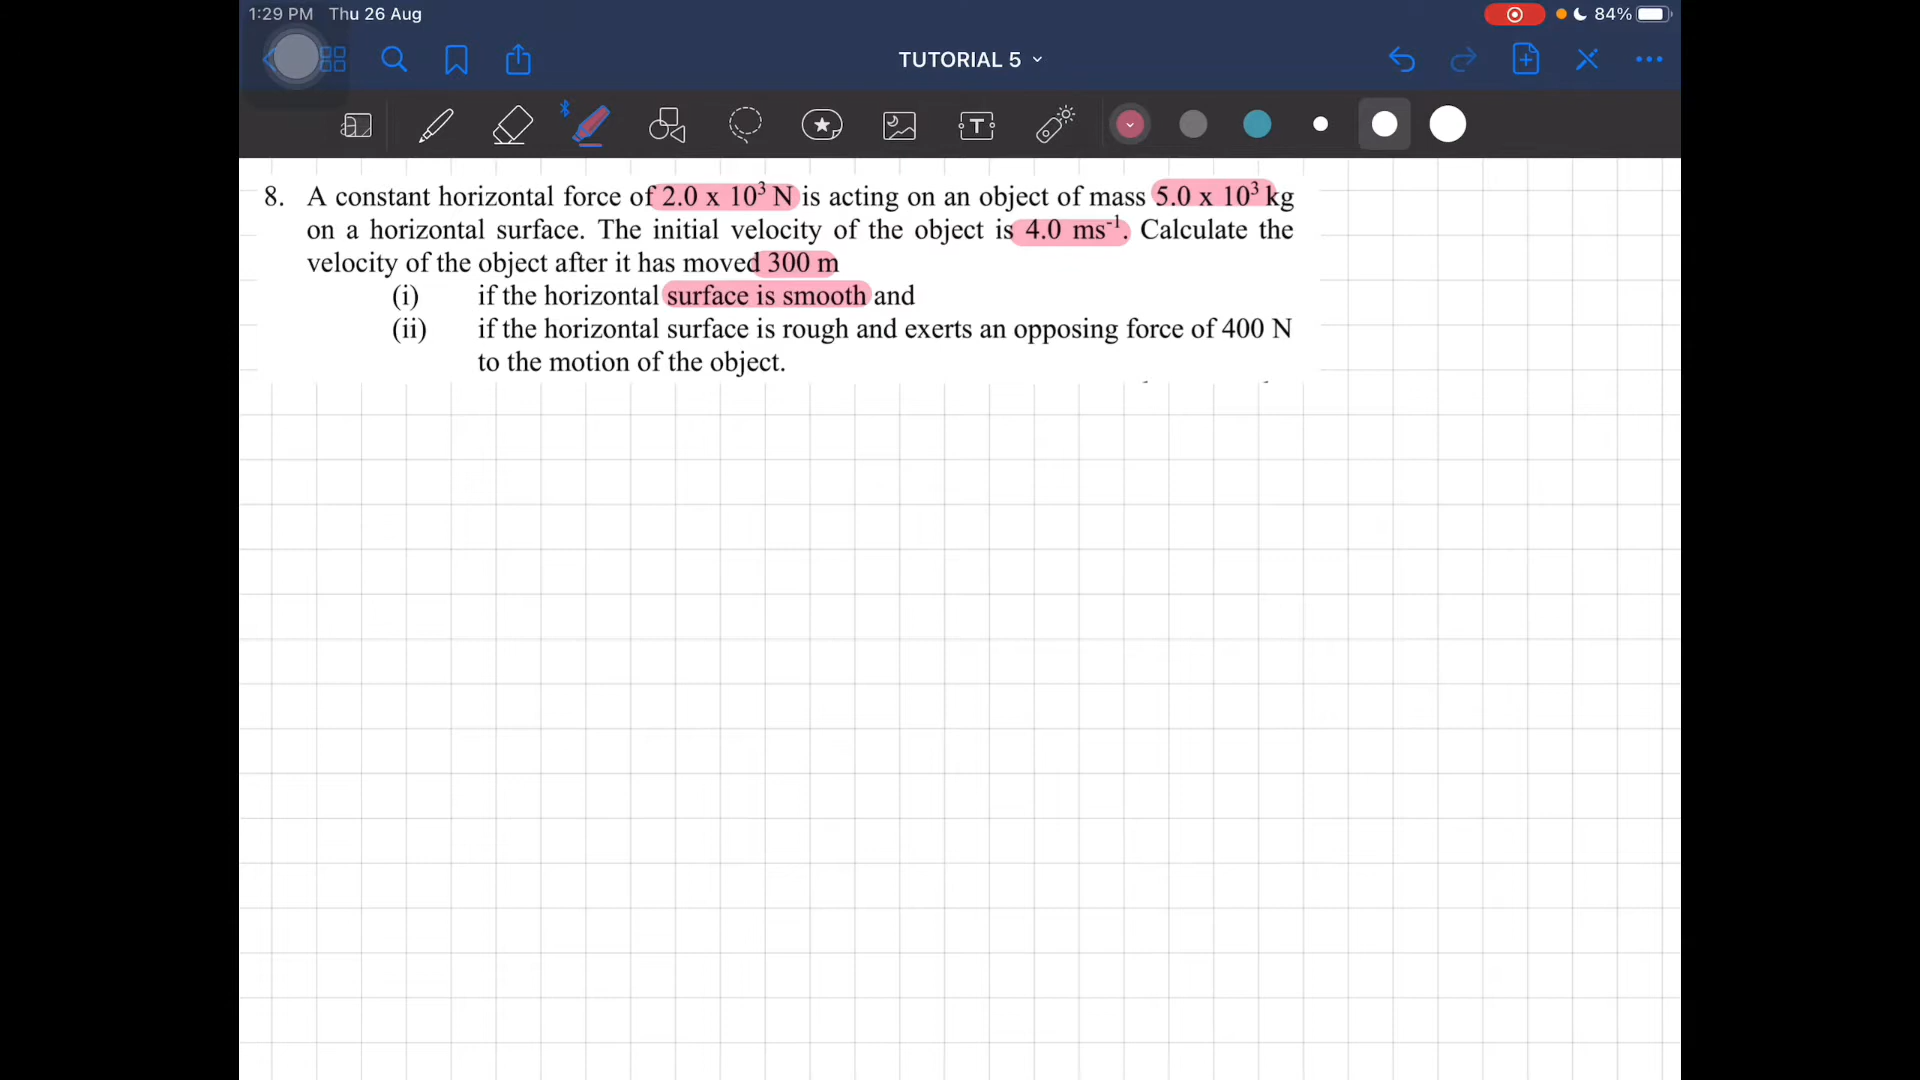 1:29 PM Thu 26 Aug
84%
TUTORIAL 5
8. A constant horizontal force of 2.0 x 10³ N is acting on an object of mass 5.0 x 10³ kg
on a horizontal surface. The initial velocity of the object is 4.0 ms⁻¹. Calculate the
velocity of the object after it has moved 300 m
(i) if the horizontal surface is smooth and
(ii) if the horizontal surface is rough and exerts an opposing force of 400 N
to the motion of the object.